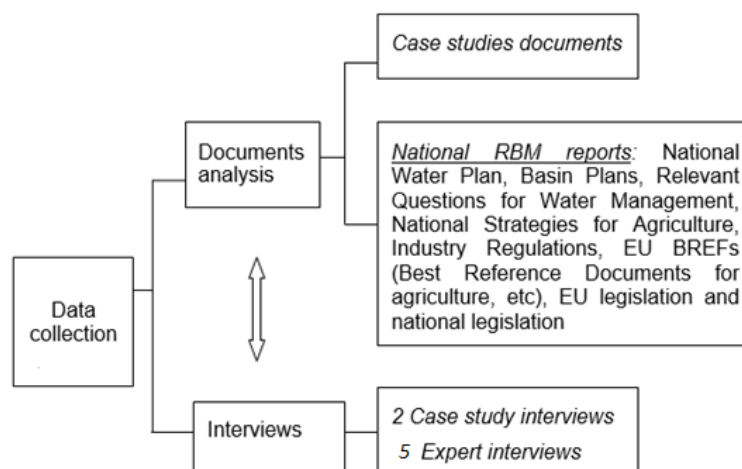 Case studies documents
Documents
analysis
National RBM reports: National
Water Plan, Basin Plans, Relevant
Questions for Water Management,
National Strategies for Agriculture,
Industry Regulations, EU BREFs
(Best Reference Documents for
agriculture, etc), EU legislation and
national legislation
Data
collection
Interviews
2 Case study interviews
5 Expert interviews